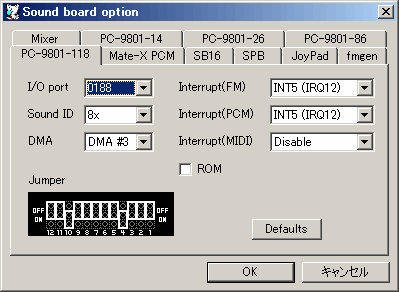 Sound board option
Mixer PC-9801-14 PC-9801-26 PC-9801-86
PC-9801-118 Mate-X PCM SB16 SPB JoyPad fmgen
I/O port 0188 Interrupt(FM) INT5 (IRQ12)
Sound ID 8x Interrupt(PCM) INT5 (IRQ12)
DMA DMA #3 Interrupt(MIDI) Disable
ROM
Jumper
OFF OFF
ON ON
12 11 10 9 8 7 6 5 4 3 2 1
Defaults
OK キャンセル